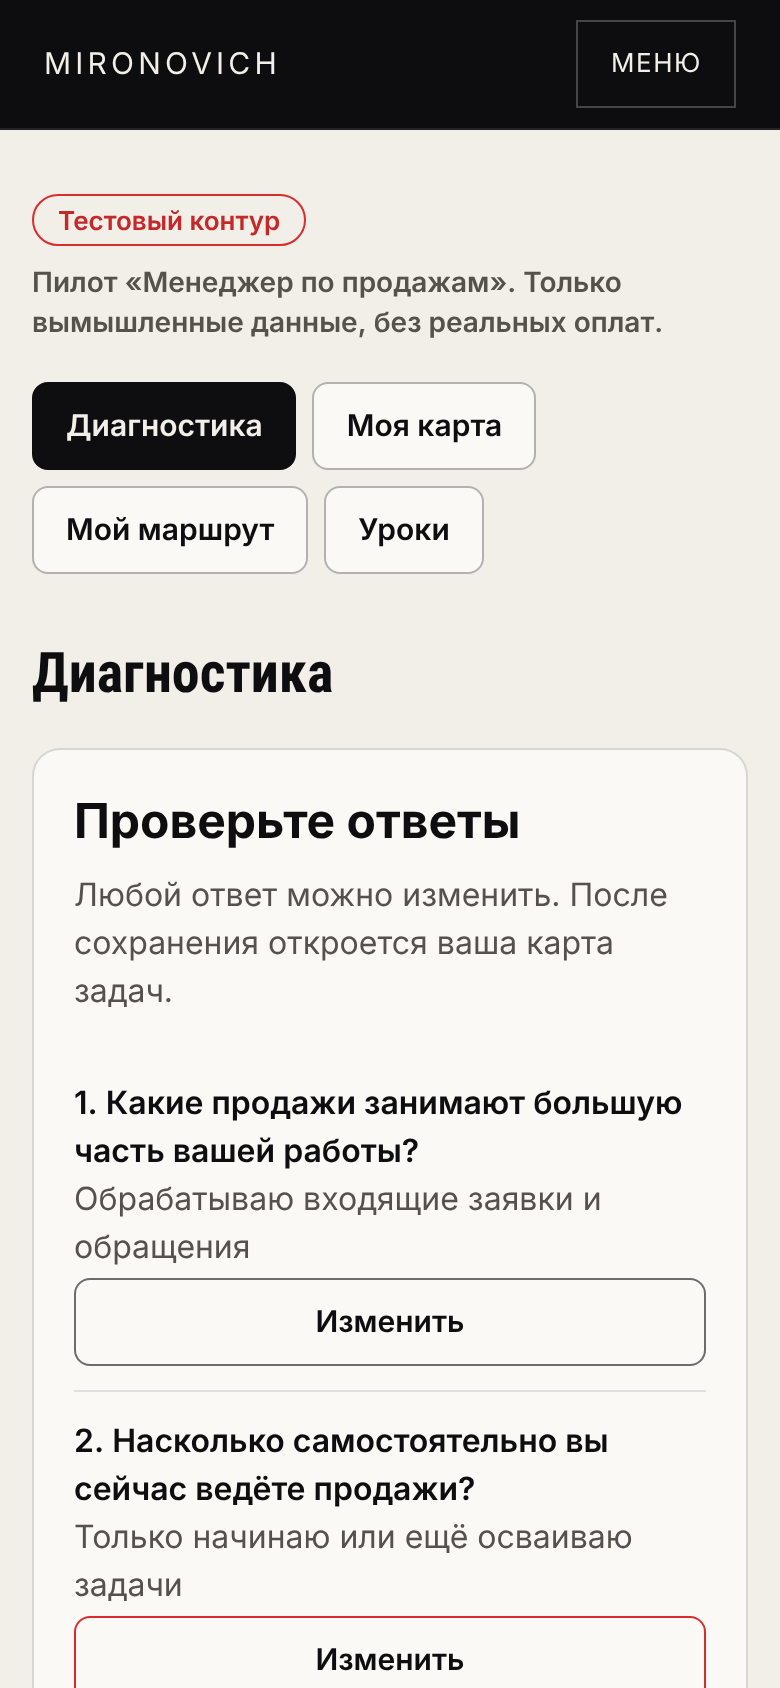 MIRONOVICH
МЕНЮ
Тестовый контур
Пилот «Менеджер по продажам». Только
вымышленные данные, без реальных оплат.
Диагностика
Моя карта
Мой маршрут
Уроки
Диагностика
Проверьте ответы
Любой ответ можно изменить. После
сохранения откроется ваша карта
задач.
1. Какие продажи занимают большую
часть вашей работы?
Обрабатываю входящие заявки и
обращения
Изменить
2. Насколько самостоятельно вы
сейчас ведёте продажи?
Только начинаю или ещё осваиваю
задачи
Изменить